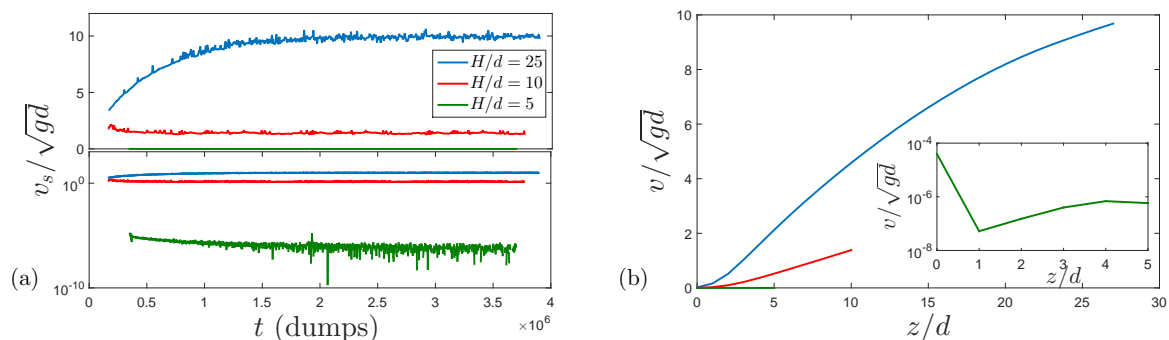 10
5
0
v_s/√gd
H/d = 25
H/d = 10
H/d = 5
10^0
10^-10
0 0.5 1 1.5 2 2.5 3 3.5 4
×10^6
t (dumps)
(a)
10
8
6
4
2
0
v/√gd
0 5 10 15 20 25 30
z/d
(b)
10^-4
10^-6
10^-8
v/√gd
0 1 2 3 4 5
z/d